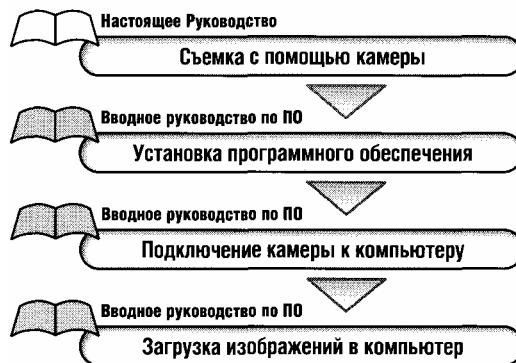 Настоящее Руководство
Съемка с помощью камеры
Вводное руководство по ПО
Установка программного обеспечения
Вводное руководство по ПО
Подключение камеры к компьютеру
Вводное руководство по ПО
Загрузка изображений в компьютер